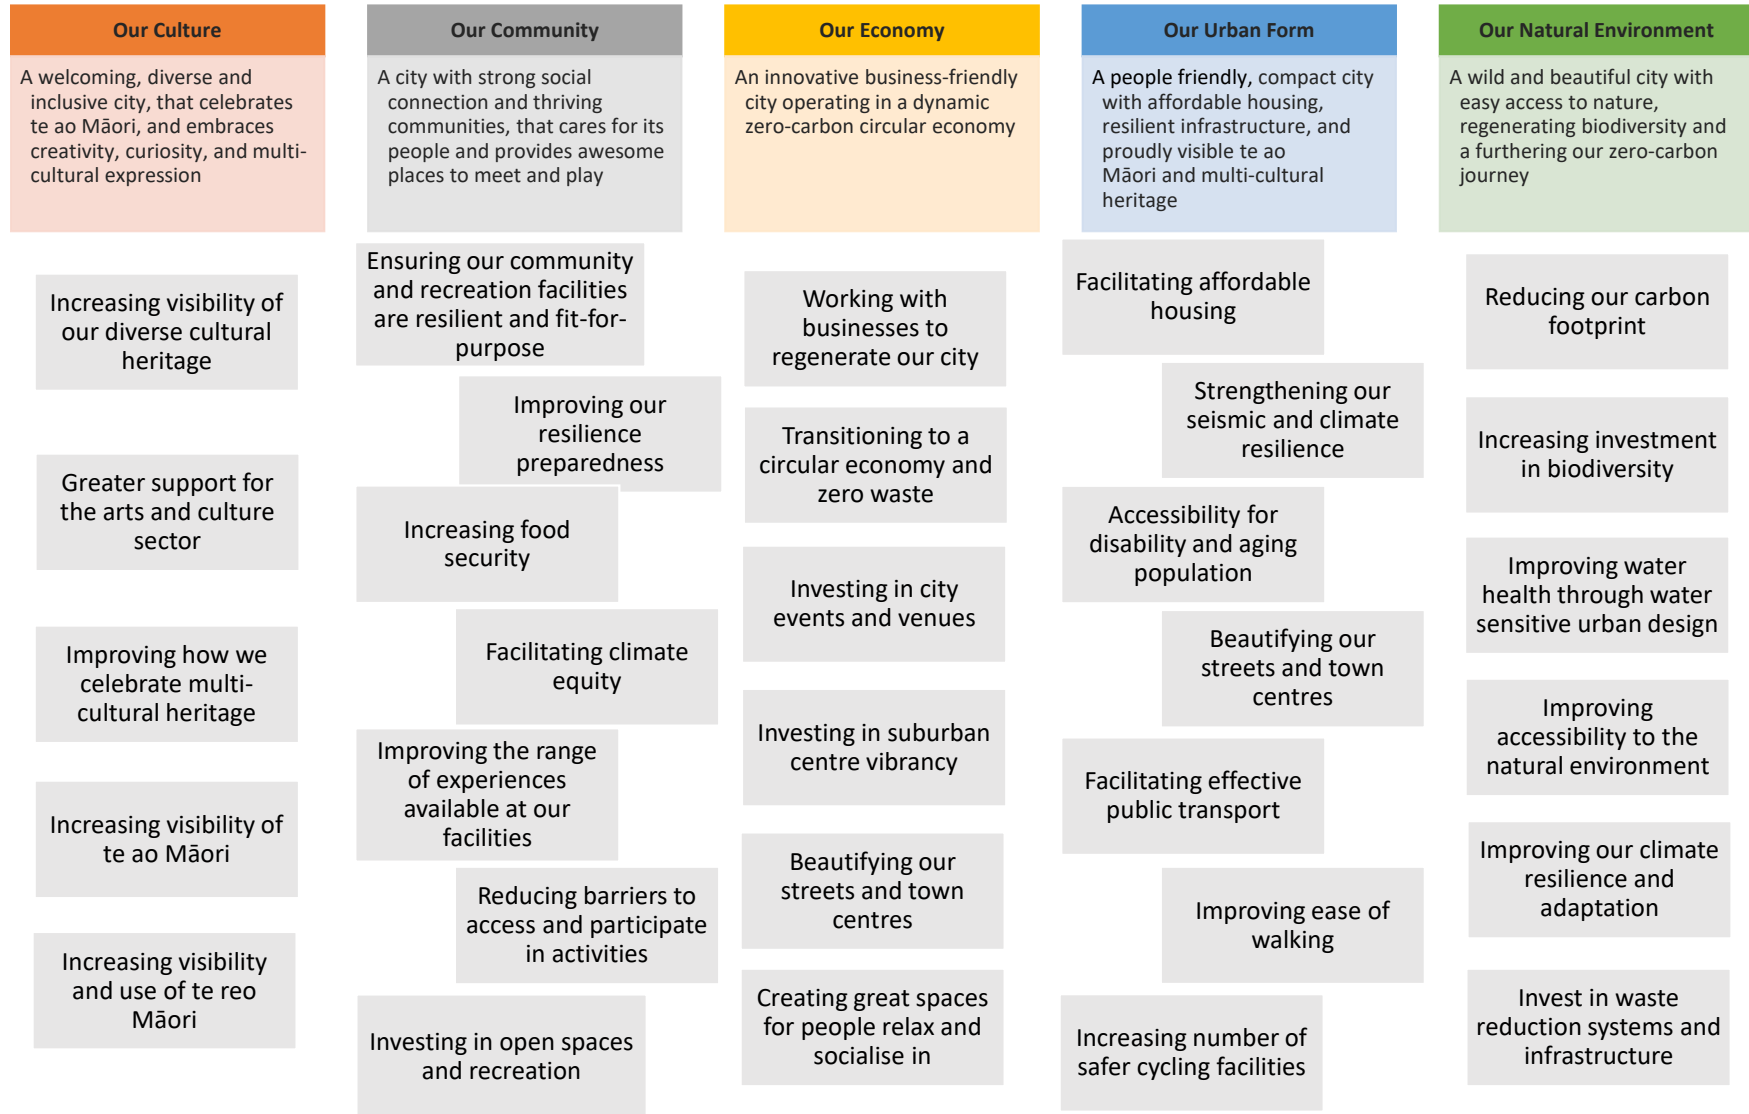 Our Culture
A welcoming, diverse and
inclusive city, that celebrates
te ao Māori, and embraces
creativity, curiosity, and multi-
cultural expression
Increasing visibility of
our diverse cultural
heritage
Greater support for
the arts and culture
sector
Improving how we
celebrate multi-
cultural heritage
Increasing visibility of
te ao Māori
Increasing visibility
and use of te reo
Māori
Our Community
A city with strong social
connection and thriving
communities, that cares for its
people and provides awesome
places to meet and play
Ensuring our community
and recreation facilities
are resilient and fit-for-
purpose
Improving our
resilience
preparedness
Increasing food
security
Facilitating climate
equity
Improving the range
of experiences
available at our
facilities
Reducing barriers to
access and participate
in activities
Investing in open spaces
and recreation
Our Economy
An innovative business-friendly
city operating in a dynamic
zero-carbon circular economy
Working with
businesses to
regenerate our city
Transitioning to a
circular economy and
zero waste
Investing in city
events and venues
Investing in suburban
centre vibrancy
Beautifying our
streets and town
centres
Creating great spaces
for people relax and
socialise in
Our Urban Form
A people friendly, compact city
with affordable housing,
resilient infrastructure, and
proudly visible te ao
Māori and multi-cultural
heritage
Facilitating affordable
housing
Strengthening our
seismic and climate
resilience
Accessibility for
disability and aging
population
Beautifying our
streets and town
centres
Facilitating effective
public transport
Improving ease of
walking
Increasing number of
safer cycling facilities
Our Natural Environment
A wild and beautiful city with
easy access to nature,
regenerating biodiversity and
a furthering our zero-carbon
journey
Reducing our carbon
footprint
Increasing investment
in biodiversity
Improving water
health through water
sensitive urban design
Improving
accessibility to the
natural environment
Improving our climate
resilience and
adaptation
Invest in waste
reduction systems and
infrastructure